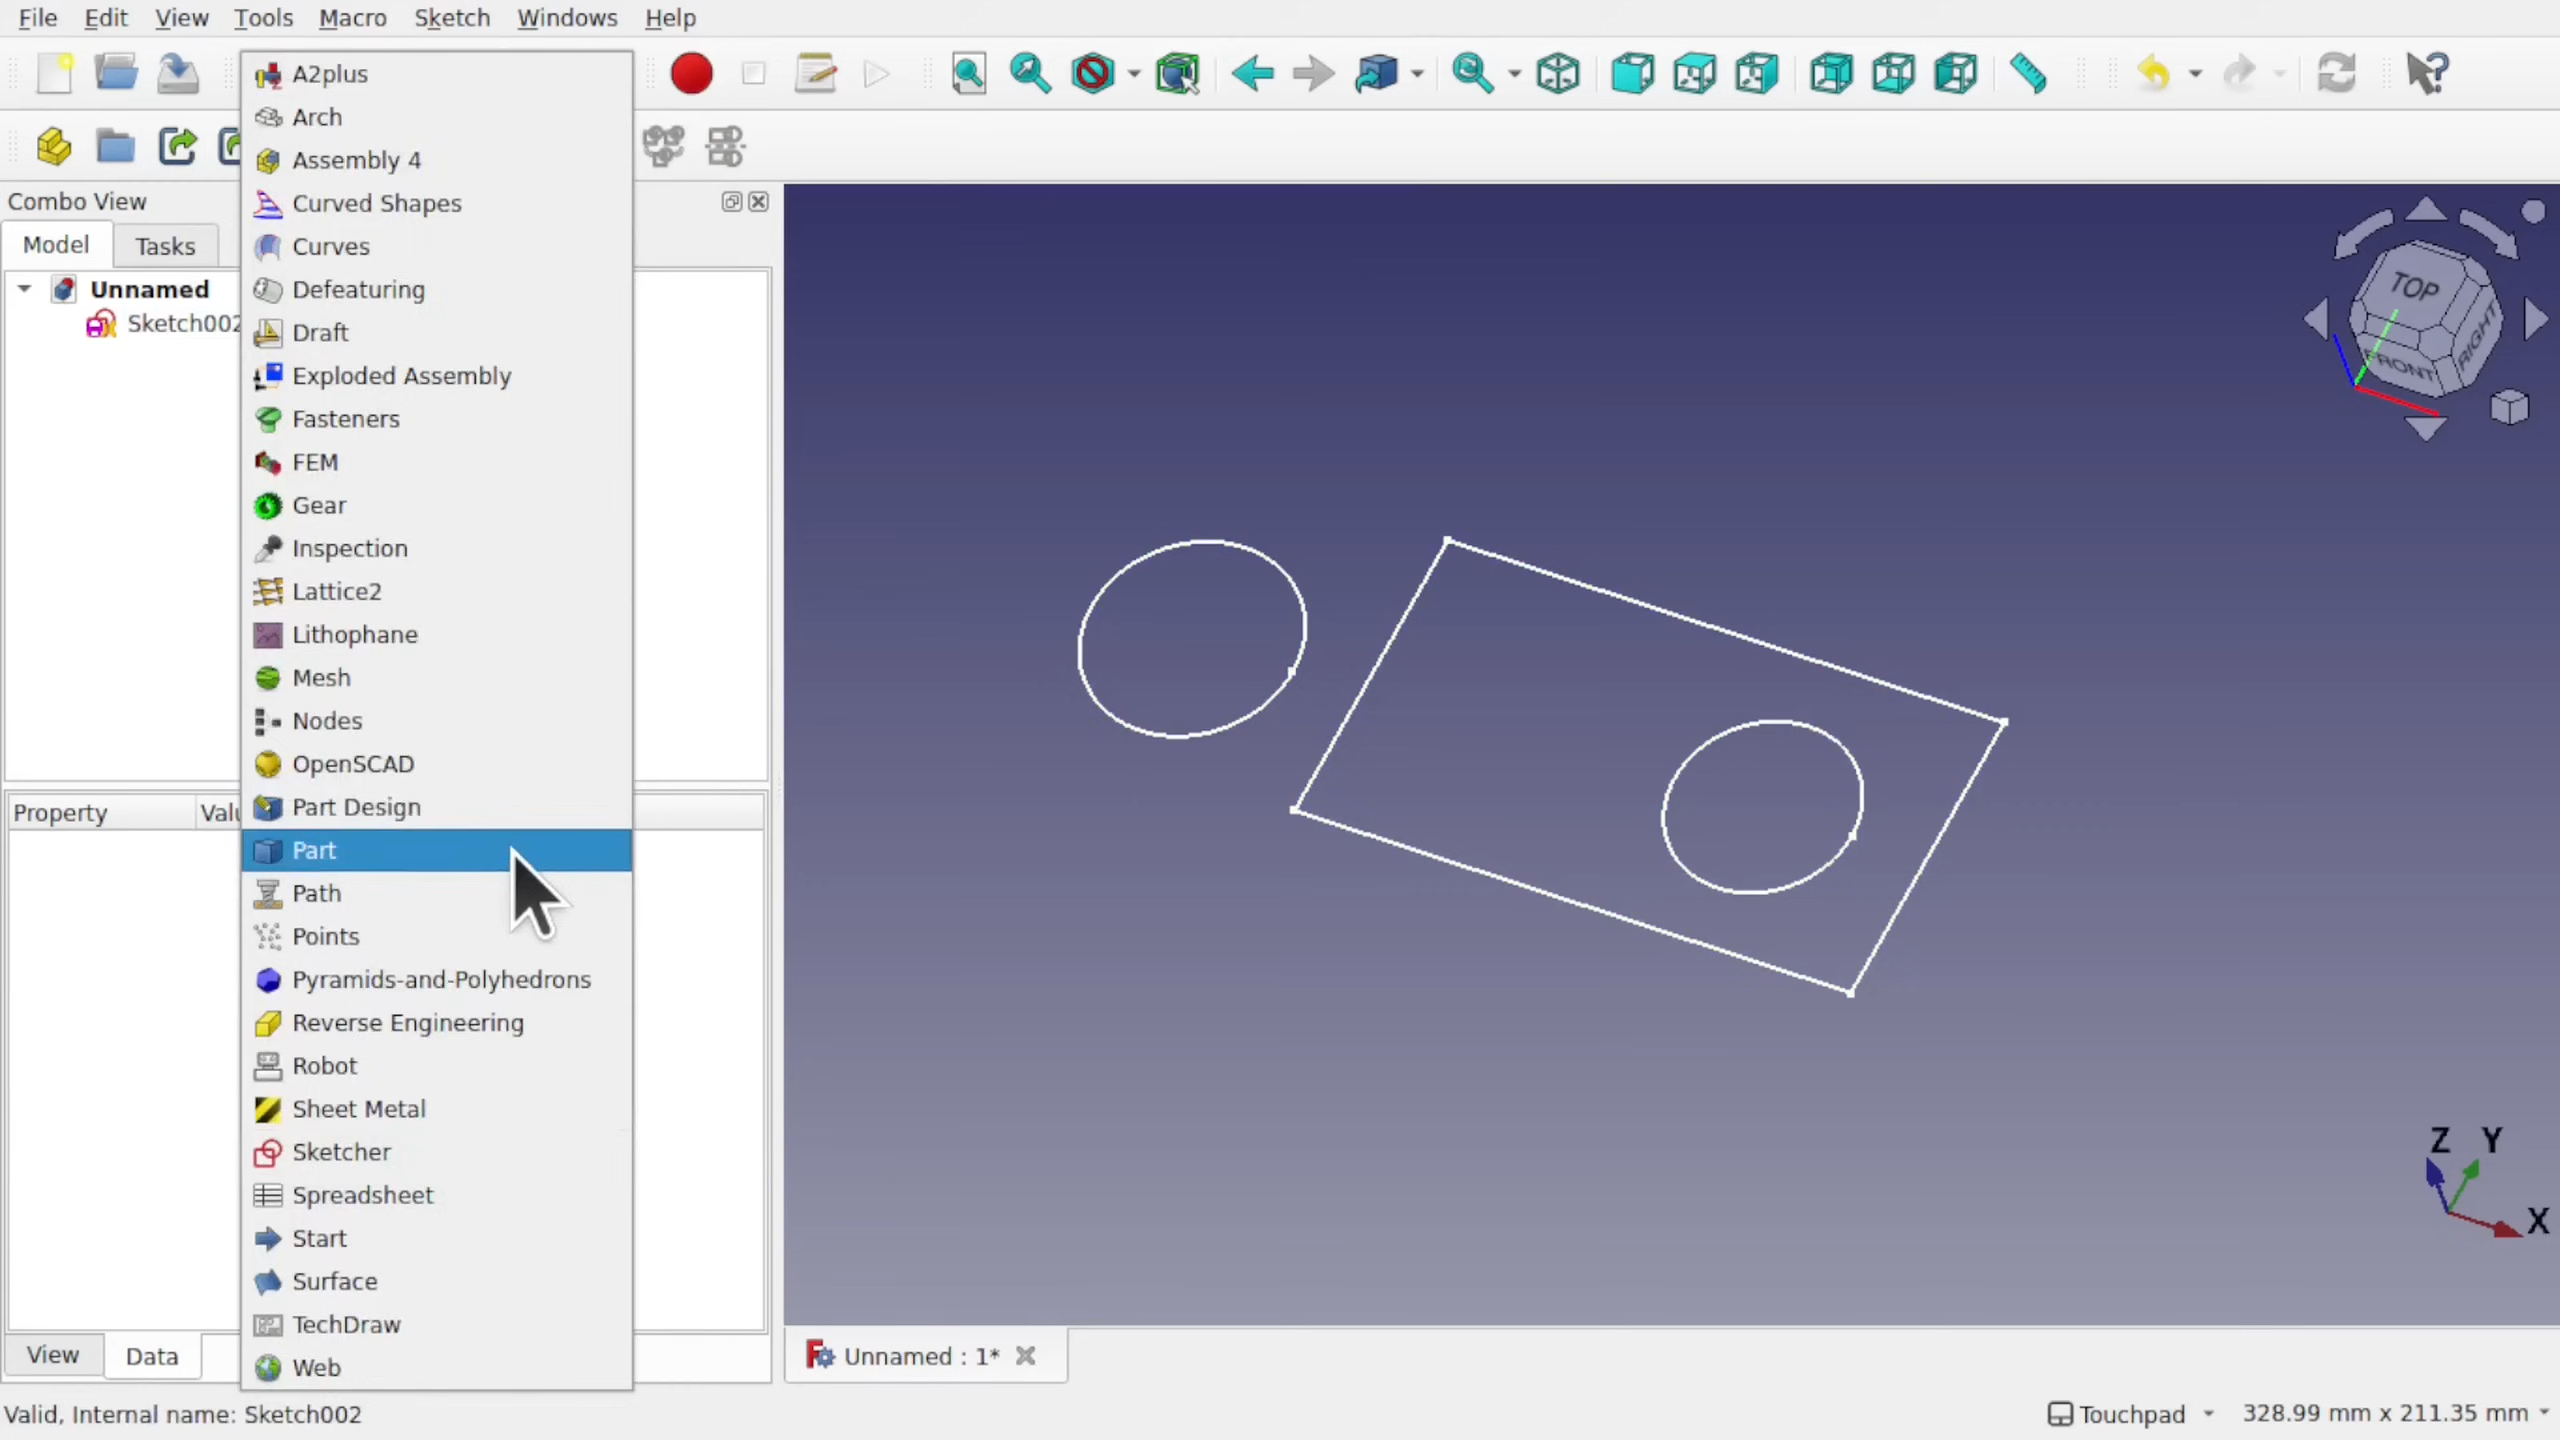 File Edit View Tools Macro Sketch Windows Help
Combo View
Model Tasks
Unnamed
Sketch002
Property
A2plus
Arch
Assembly 4
Curved Shapes
Curves
Defeaturing
Draft
Exploded Assembly
Fasteners
FEM
Gear
Inspection
Lattice2
Lithophane
Mesh
Nodes
OpenSCAD
Part Design
Part
Path
Points
Pyramids-and-Polyhedrons
Reverse Engineering
Robot
Sheet Metal
Sketcher
Spreadsheet
Start
Surface
TechDraw
Web
View Data
TOP
FRONT
RIGHT
Z Y
X
Unnamed : 1*
Valid, Internal name: Sketch002
Touchpad 328.99 mm x 211.35 mm